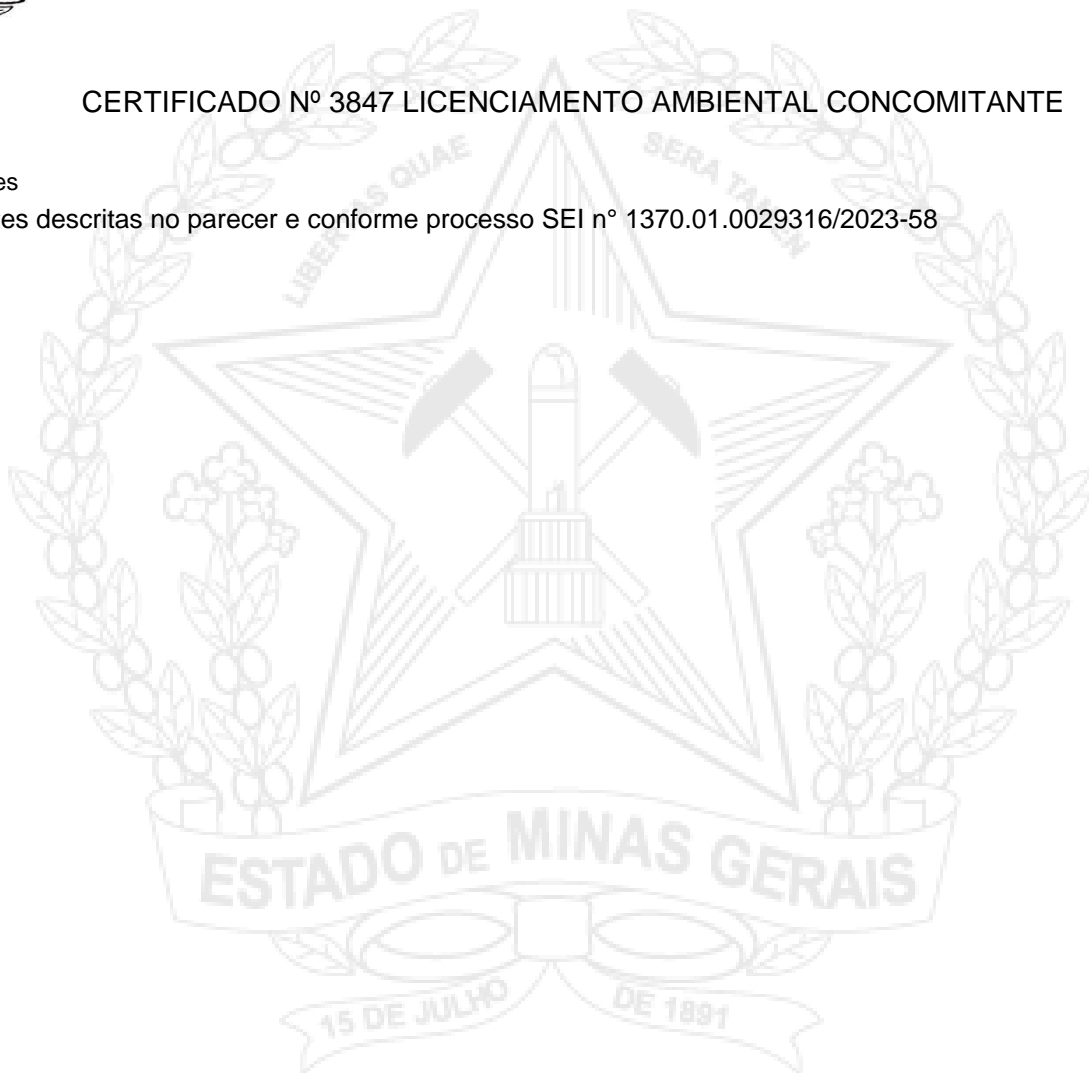 CERTIFICADO Nº 3847 LICENCIAMENTO AMBIENTAL CONCOMITANTE
es
es descritas no parecer e conforme processo SEI n° 1370.01.0029316/2023-58
LIBERTAS QUAE SERA TAMEN
ESTADO DE MINAS GERAIS
15 DE JULHO DE 1891